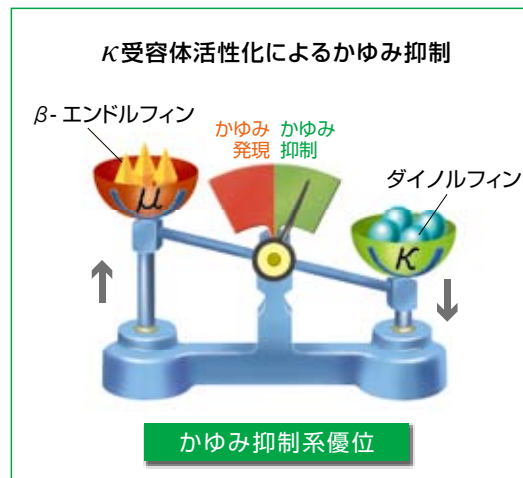 κ受容体活性化によるかゆみ抑制
β-エンドルフィン
かゆみ
発現
かゆみ
抑制
ダイノルフィン
μ
κ
かゆみ抑制系優位